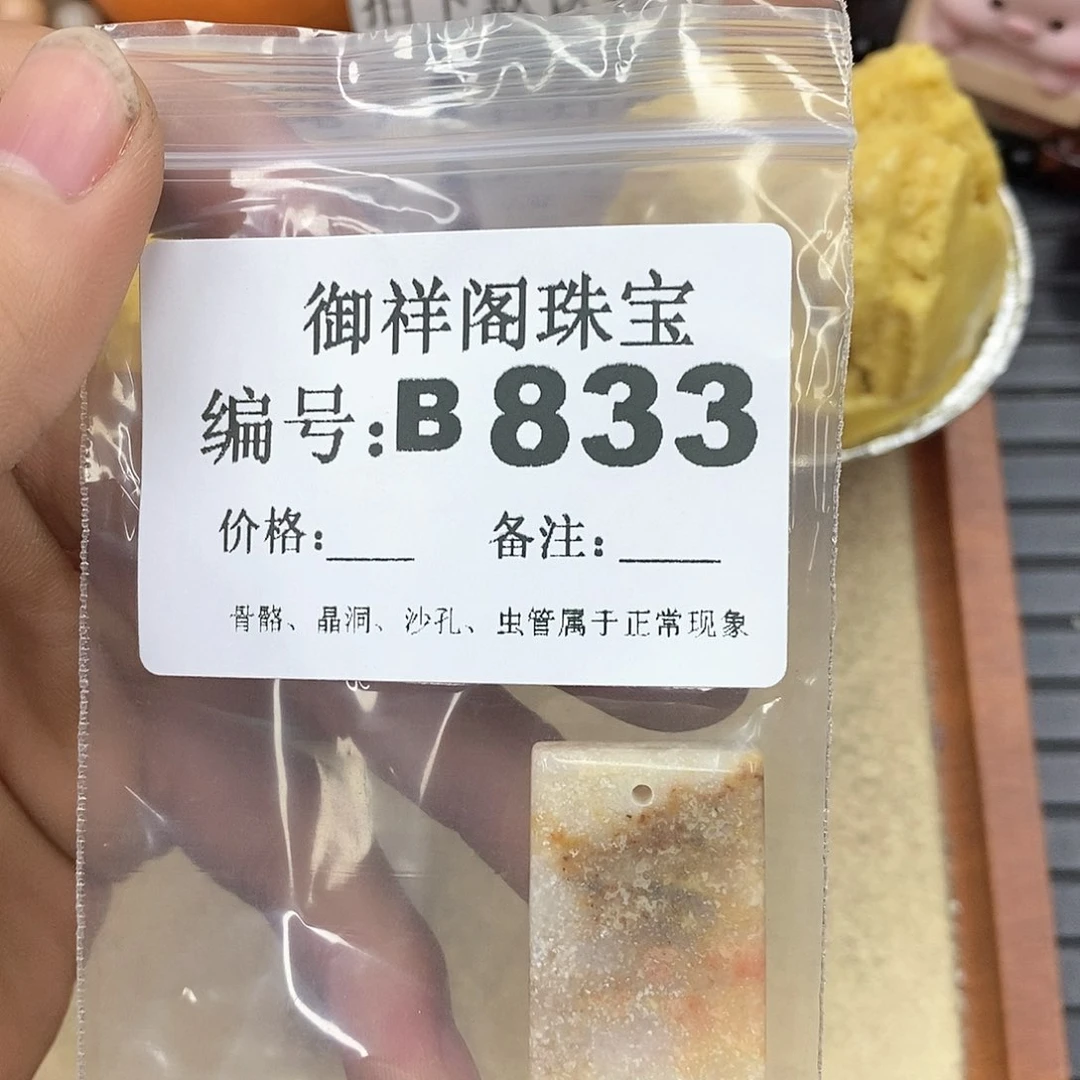 御祥阁珠宝
编号:B 833
价格:____ 备注:____
骨骼、晶洞、沙孔、虫管属于正常现象